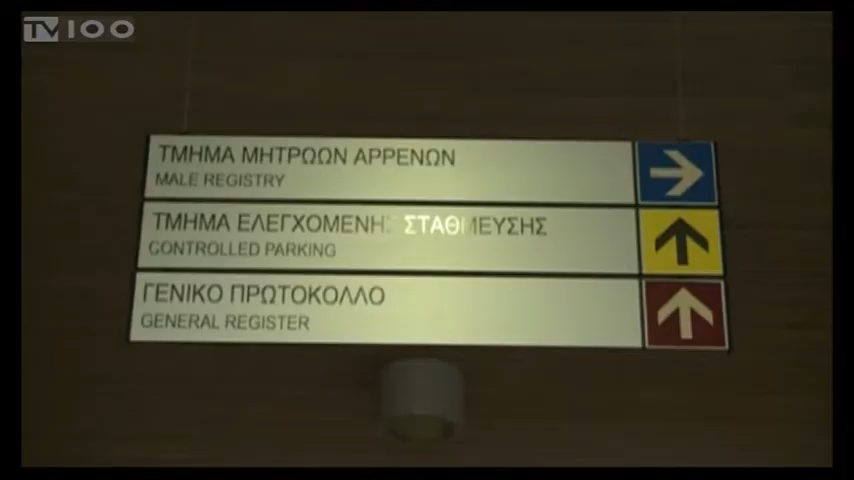 TV100
ΤΜΗΜΑ ΜΗΤΡΩΩΝ ΑΡΡΕΝΩΝ
MALE REGISTRY
ΤΜΗΜΑ ΕΛΕΓΧΟΜΕΝΗΣ ΣΤΑΘΜΕΥΣΗΣ
CONTROLLED PARKING
ΓΕΝΙΚΟ ΠΡΩΤΟΚΟΛΛΟ
GENERAL REGISTER